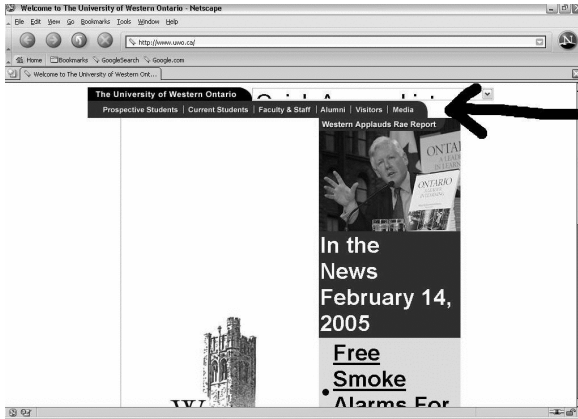 Welcome to The University of Western Ontario - Netscape
File Edit View Go Bookmarks Tools Window Help
http://www.uwo.ca/
Home Bookmarks GoogleSearch Google.com
Welcome to The University of Western Ont...
The University of Western Ontario
Prospective Students | Current Students | Faculty & Staff | Alumni | Visitors | Media
Western Applauds Rae Report
ONTARIO
In the
News
February 14,
2005
Free
Smoke
Alarms For